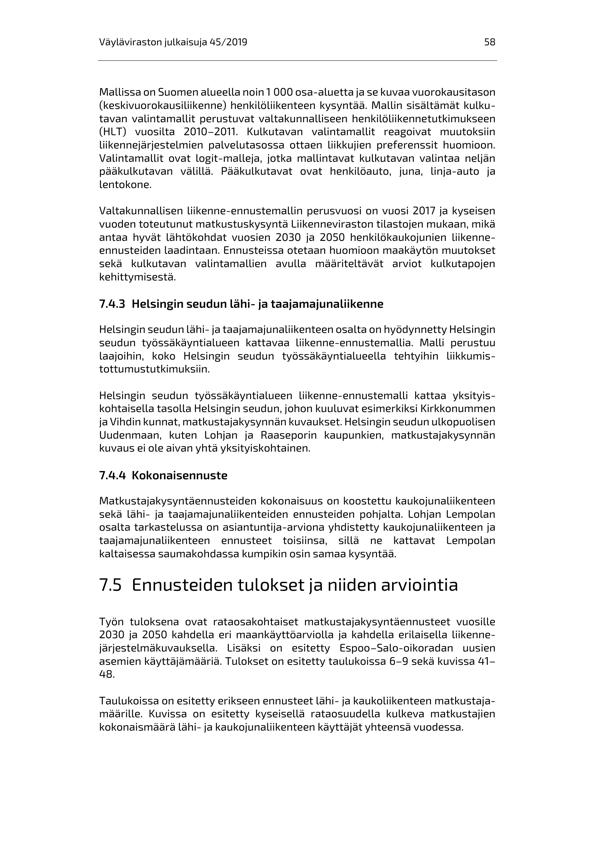 Väyläviraston julkaisuja 45/2019 58
Mallissa on Suomen alueella noin 1 000 osa-aluetta ja se kuvaa vuorokausitason
(keskivuorokausiliikenne) henkilöliikenteen kysyntää. Mallin sisältämät kulku-
tavan valintamallit perustuvat valtakunnalliseen henkilöliikennetutkimukseen
(HLT) vuosilta 2010–2011. Kulkutavan valintamallit reagoivat muutoksiin
liikennejärjestelmien palvelutasossa ottaen liikkujien preferenssit huomioon.
Valintamallit ovat logit-malleja, jotka mallintavat kulkutavan valintaa neljän
pääkulkutavan välillä. Pääkulkutavat ovat henkilöauto, juna, linja-auto ja
lentokone.
Valtakunnallisen liikenne-ennustemallin perusvuosi on vuosi 2017 ja kyseisen
vuoden toteutunut matkustuskysyntä Liikenneviraston tilastojen mukaan, mikä
antaa hyvät lähtökohdat vuosien 2030 ja 2050 henkilökaukojunien liikenne-
ennusteiden laadintaan. Ennusteissa otetaan huomioon maakäytön muutokset
sekä kulkutavan valintamallien avulla määriteltävät arviot kulkutapojen
kehittymisestä.
7.4.3 Helsingin seudun lähi- ja taajamajunaliikenne
Helsingin seudun lähi- ja taajamajunaliikenteen osalta on hyödynnetty Helsingin
seudun työssäkäyntialueen kattavaa liikenne-ennustemallia. Malli perustuu
laajoihin, koko Helsingin seudun työssäkäyntialueella tehtyihin liikkumis-
tottumustutkimuksiin.
Helsingin seudun työssäkäyntialueen liikenne-ennustemalli kattaa yksityis-
kohtaisella tasolla Helsingin seudun, johon kuuluvat esimerkiksi Kirkkonummen
ja Vihdin kunnat, matkustajakysynnän kuvaukset. Helsingin seudun ulkopuolisen
Uudenmaan, kuten Lohjan ja Raaseporin kaupunkien, matkustajakysynnän
kuvaus ei ole aivan yhtä yksityiskohtainen.
7.4.4 Kokonaisennuste
Matkustajakysyntäennusteiden kokonaisuus on koostettu kaukojunaliikenteen
sekä lähi- ja taajamajunaliikenteiden ennusteiden pohjalta. Lohjan Lempolan
osalta tarkastelussa on asiantuntija-arviona yhdistetty kaukojunaliikenteen ja
taajamajunaliikenteen ennusteet toisiinsa, sillä ne kattavat Lempolan
kaltaisessa saumakohdassa kumpikin osin samaa kysyntää.
7.5 Ennusteiden tulokset ja niiden arviointia
Työn tuloksena ovat rataosakohtaiset matkustajakysyntäennusteet vuosille
2030 ja 2050 kahdella eri maankäyttöarviolla ja kahdella erilaisella liikenne-
järjestelmäkuvauksella. Lisäksi on esitetty Espoo–Salo-oikoradan uusien
asemien käyttäjämääriä. Tulokset on esitetty taulukoissa 6–9 sekä kuvissa 41–
48.
Taulukoissa on esitetty erikseen ennusteet lähi- ja kaukoliikenteen matkustaja-
määrille. Kuvissa on esitetty kyseisellä rataosuudella kulkeva matkustajien
kokonaismäärä lähi- ja kaukojunaliikenteen käyttäjät yhteensä vuodessa.